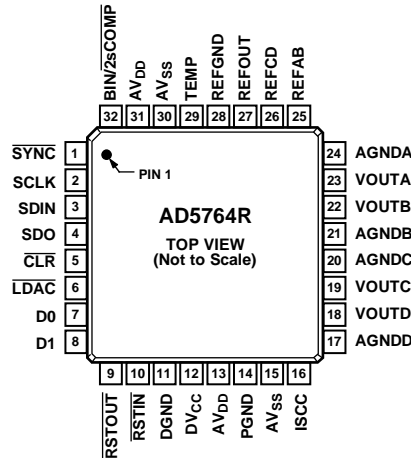 BIN/2sCOMP
AVDD
AVSS
TEMP
REFGND
REFOUT
REFCD
REFAB
32 31 30 29 28 27 26 25
SYNC 1
SCLK 2
SDIN 3
SDO 4
CLR 5
LDAC 6
D0 7
D1 8
PIN 1
AD5764R
TOP VIEW
(Not to Scale)
24 AGNDA
23 VOUTA
22 VOUTB
21 AGNDB
20 AGNDC
19 VOUTC
18 VOUTD
17 AGNDD
9 10 11 12 13 14 15 16
RSTOUT
RSTIN
DGND
DVCC
AVDD
PGND
AVSS
ISCC